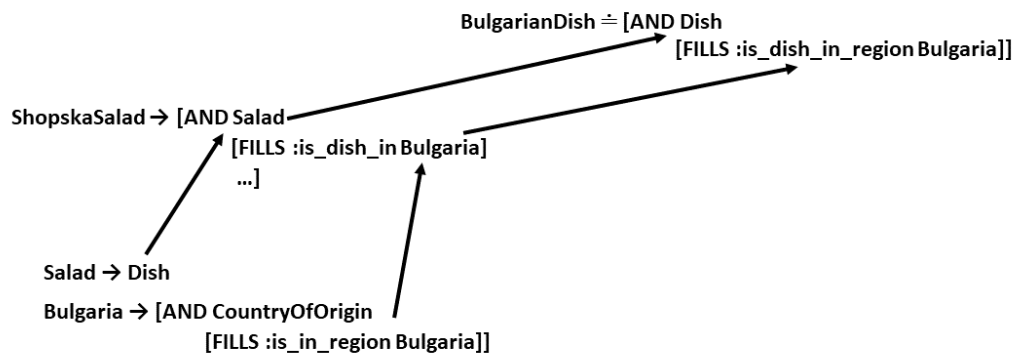 BulgarianDish ≐ [AND Dish
[FILLS :is_dish_in_region Bulgaria]]
ShopskaSalad → [AND Salad
[FILLS :is_dish_in Bulgaria]
...]
Salad → Dish
Bulgaria → [AND CountryOfOrigin
[FILLS :is_in_region Bulgaria]]